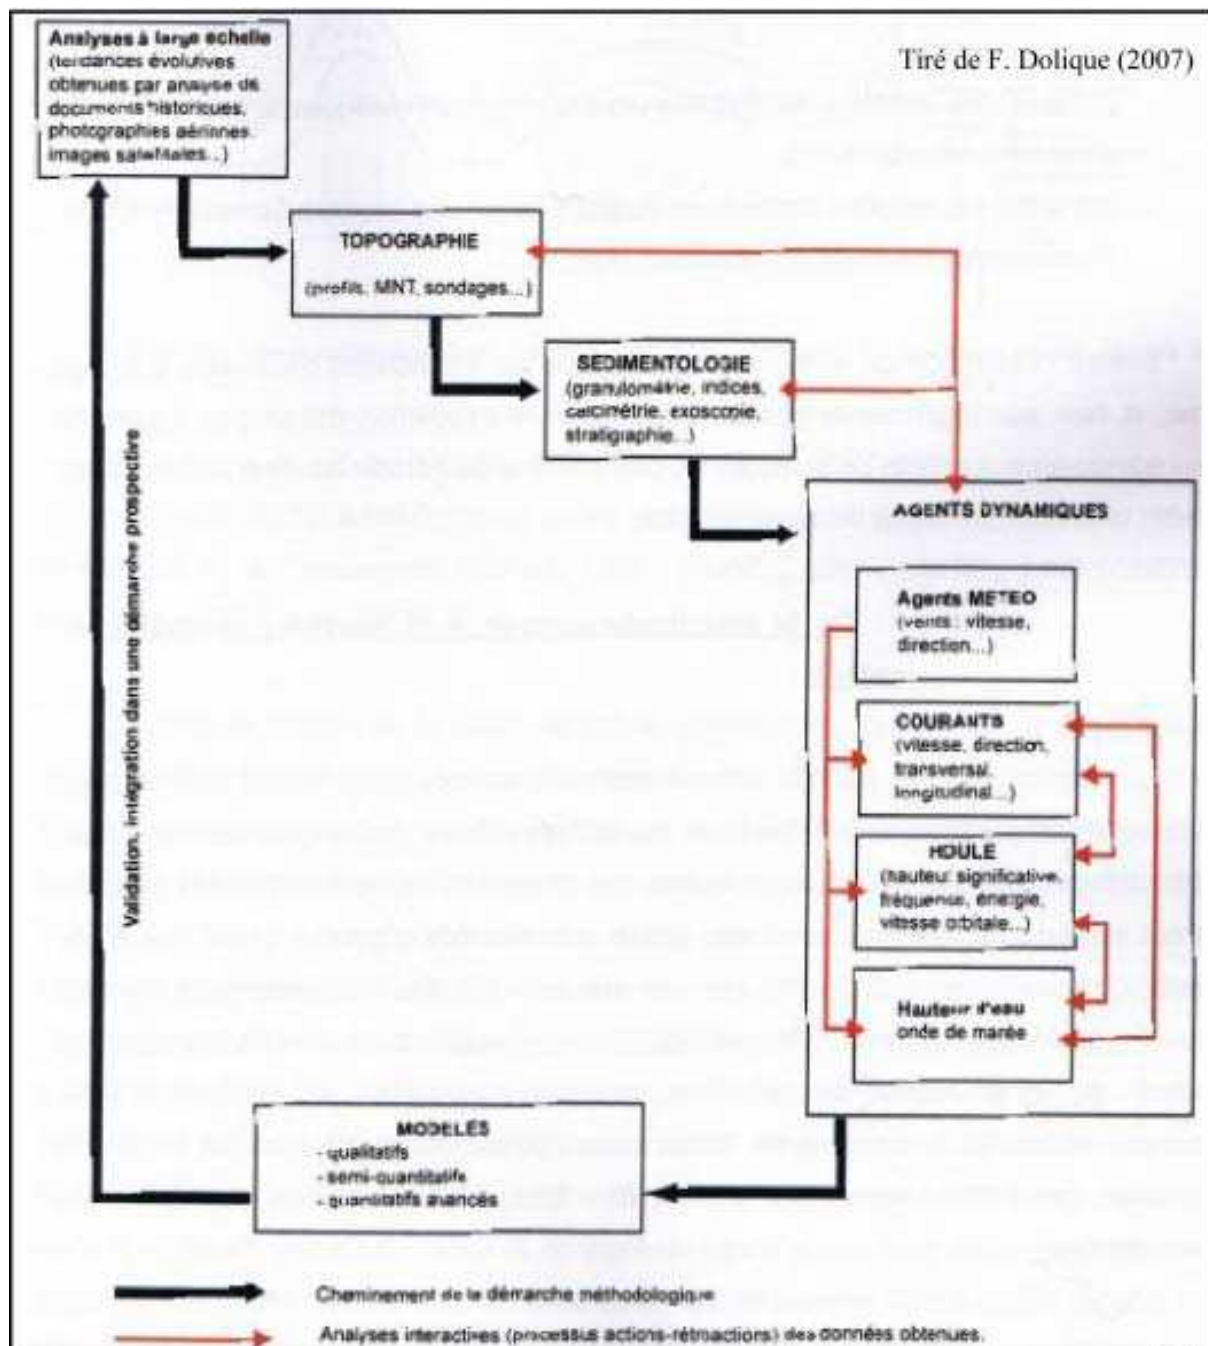 Analyses à large échelle
(tendances évolutives
obtenues par analyse de
documents historiques,
photographies aériennes,
images satellitales...)
Tiré de F. Dolique (2007)
TOPOGRAPHIE
(profils, MNT, sondages...)
SEDIMENTOLOGIE
(granulométrie, indices,
calcimétrie, exoscopie,
stratigraphie...)
AGENTS DYNAMIQUES
Agents METEO
(vents : vitesse,
direction...)
COURANTS
(vitesse, direction,
transversal,
longitudinal...)
HOULE
(hauteur significative,
fréquence, énergie,
vitesse orbitale...)
Hauteur d'eau
onde de marée
Validation, intégration dans une démarche prospective
MODELES
- qualitatifs
- semi-quantitatifs
- quantitatifs avancés
Cheminement de la démarche méthodologique
Analyses interactives (processus actions-rétroactions) des données obtenues.